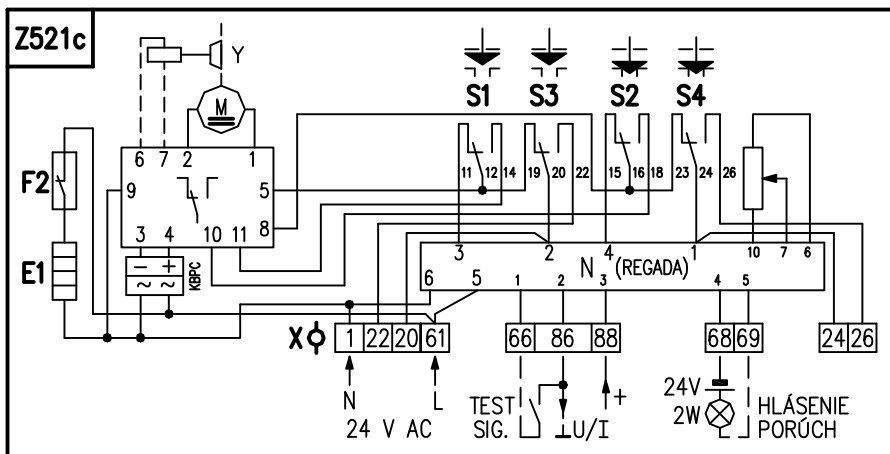 Z521c
Y
M
S1 S3 S2 S4
6 7 2 1
9 5
8
3 4 10 11
F2
E1
KBPC
− +
~ ~
11 12 14 19 20 22 15 16 18 23 24 26
3 2 4 1 10 7 6
N (REGADA)
6 5 1 2 3 4 5
X 1 22 20 61 66 86 88 68 69 24 26
N L
24 V AC
TEST
SIG.
U/I
+
24V
2W
HLÁSENIE
PORÚCH